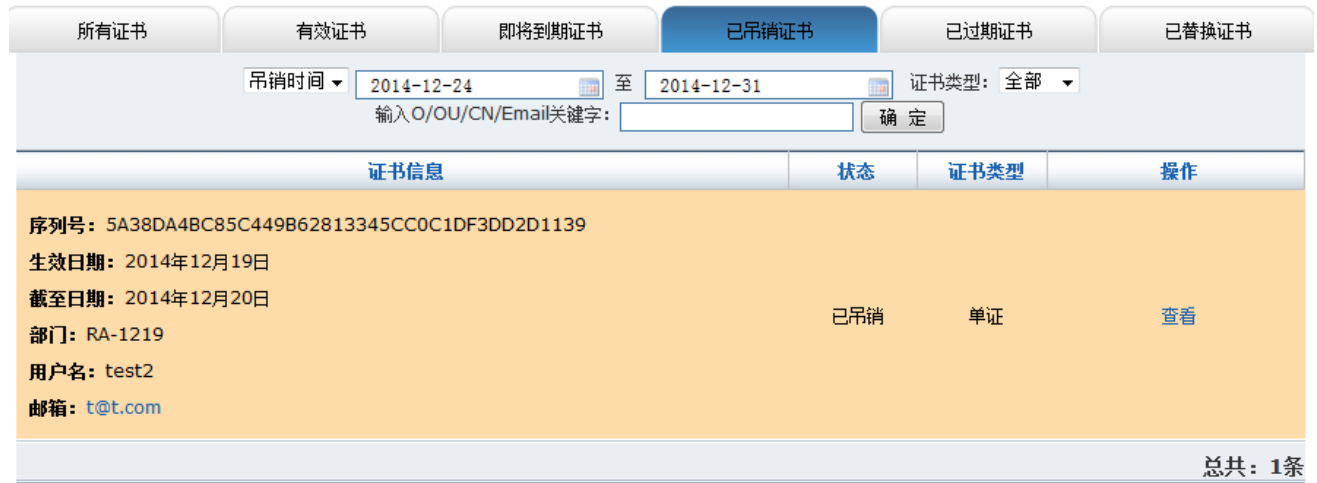 所有证书 有效证书 即将到期证书 已吊销证书 已过期证书 已替换证书
吊销时间 2014-12-24 至 2014-12-31 证书类型: 全部
输入O/OU/CN/Email关键字: 确 定
证书信息 状态 证书类型 操作
序列号: 5A38DA4BC85C449B62813345CC0C1DF3DD2D1139
生效日期: 2014年12月19日
截至日期: 2014年12月20日
已吊销 单证 查看
部门: RA-1219
用户名: test2
邮箱: t@t.com
总共: 1条